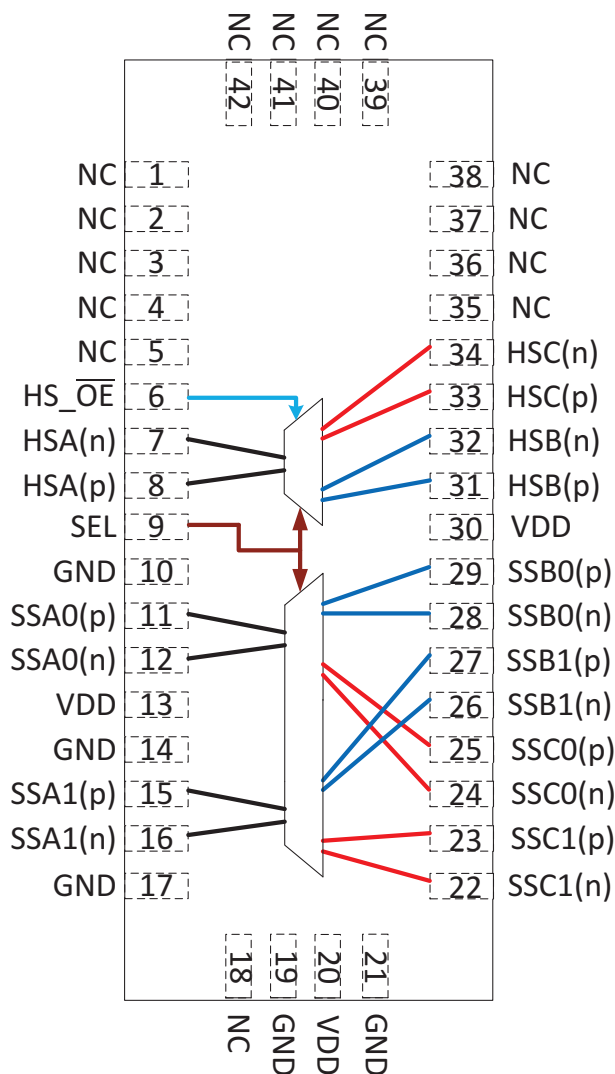 NC NC NC NC
42 41 40 39
NC 1 38 NC
NC 2 37 NC
NC 3 36 NC
NC 4 35 NC
NC 5 34 HSC(n)
HS_O̅E̅ 6 33 HSC(p)
HSA(n) 7 32 HSB(n)
HSA(p) 8 31 HSB(p)
SEL 9 30 VDD
GND 10 29 SSB0(p)
SSA0(p) 11 28 SSB0(n)
SSA0(n) 12 27 SSB1(p)
VDD 13 26 SSB1(n)
GND 14 25 SSC0(p)
SSA1(p) 15 24 SSC0(n)
SSA1(n) 16 23 SSC1(p)
GND 17 22 SSC1(n)
18 19 20 21
NC GND VDD GND